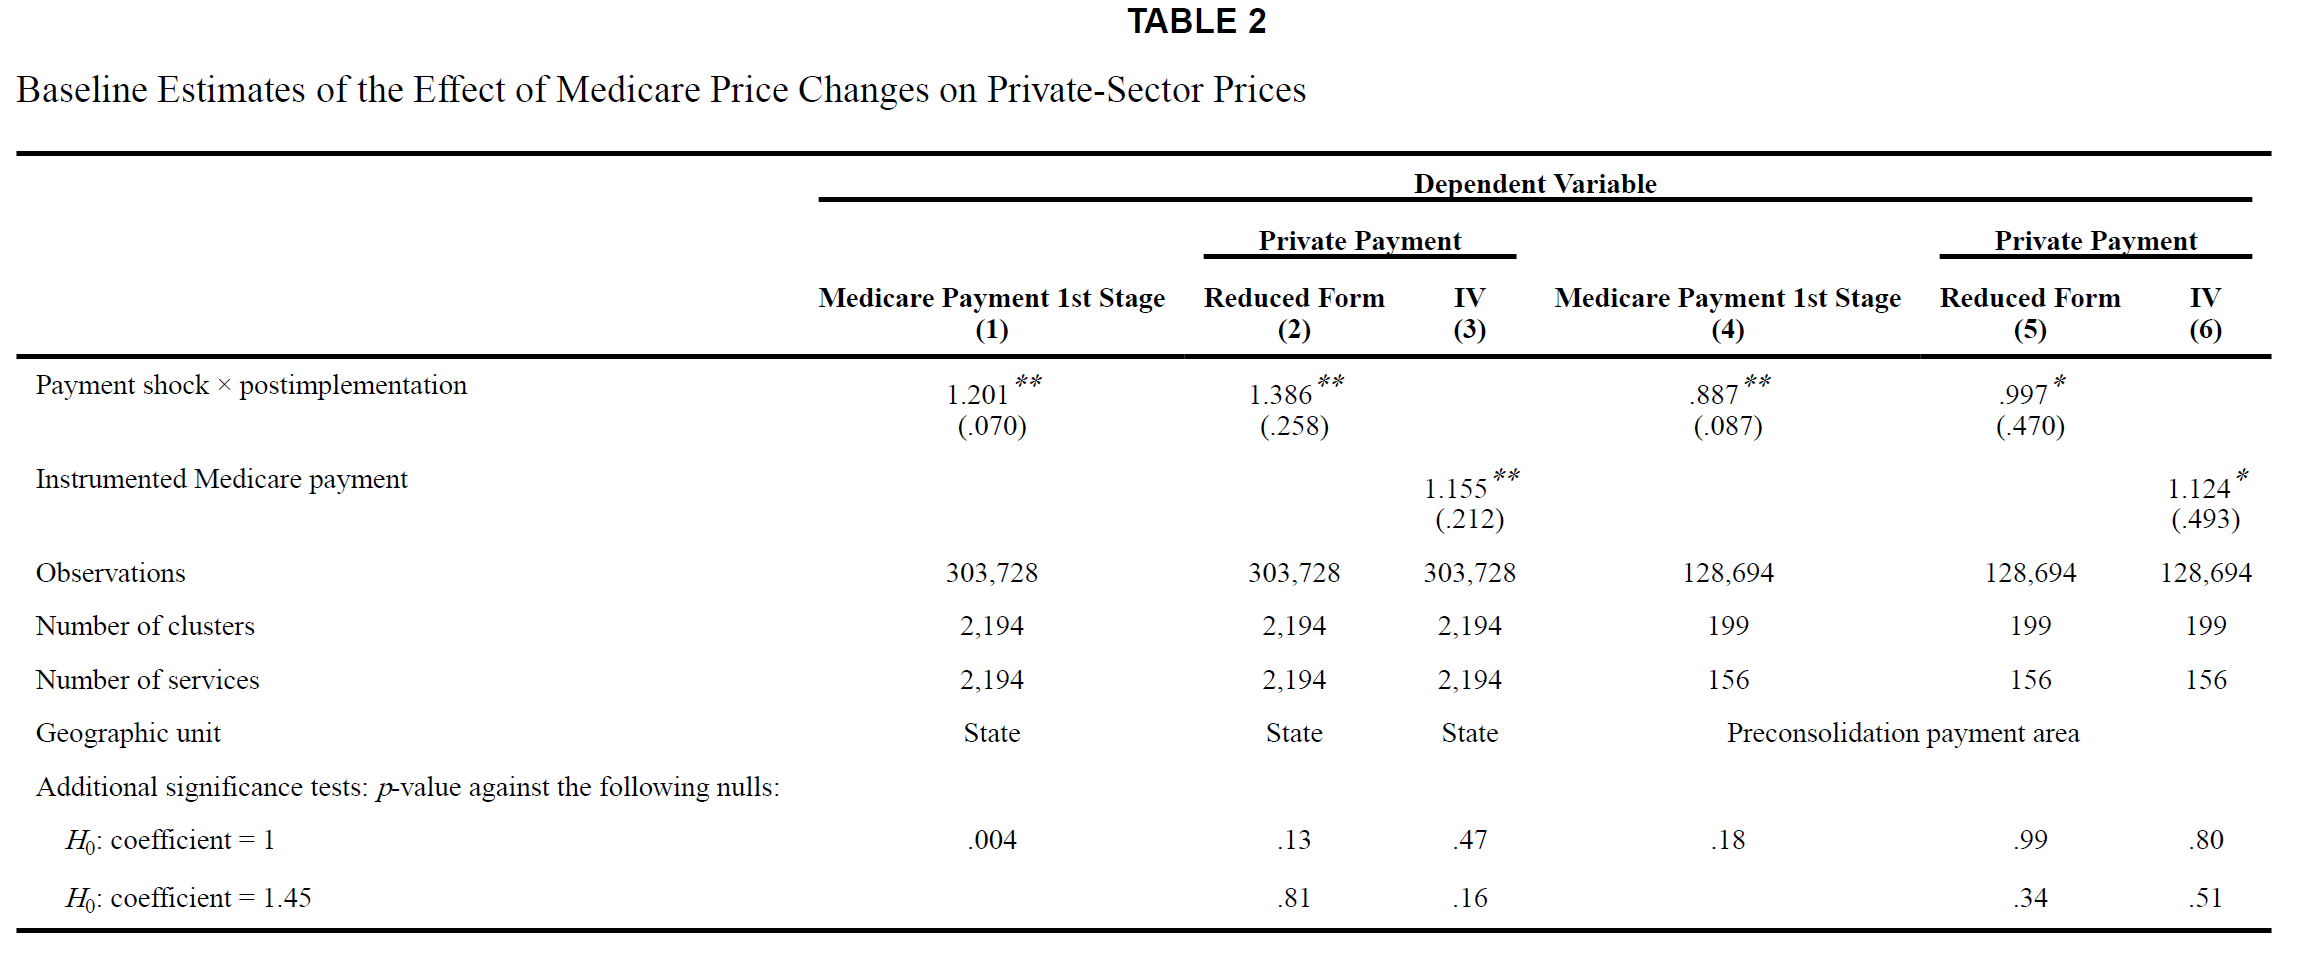 TABLE 2
Baseline Estimates of the Effect of Medicare Price Changes on Private-Sector Prices
Dependent Variable
Private Payment Private Payment
Medicare Payment 1st Stage Reduced Form IV Medicare Payment 1st Stage Reduced Form IV
(1) (2) (3) (4) (5) (6)
Payment shock × postimplementation 1.201** 1.386** .887** .997*
(.070) (.258) (.087) (.470)
Instrumented Medicare payment 1.155** 1.124*
(.212) (.493)
Observations 303,728 303,728 303,728 128,694 128,694 128,694
Number of clusters 2,194 2,194 2,194 199 199 199
Number of services 2,194 2,194 2,194 156 156 156
Geographic unit State State State Preconsolidation payment area
Additional significance tests: p-value against the following nulls:
H0: coefficient = 1 .004 .13 .47 .18 .99 .80
H0: coefficient = 1.45 .81 .16 .34 .51